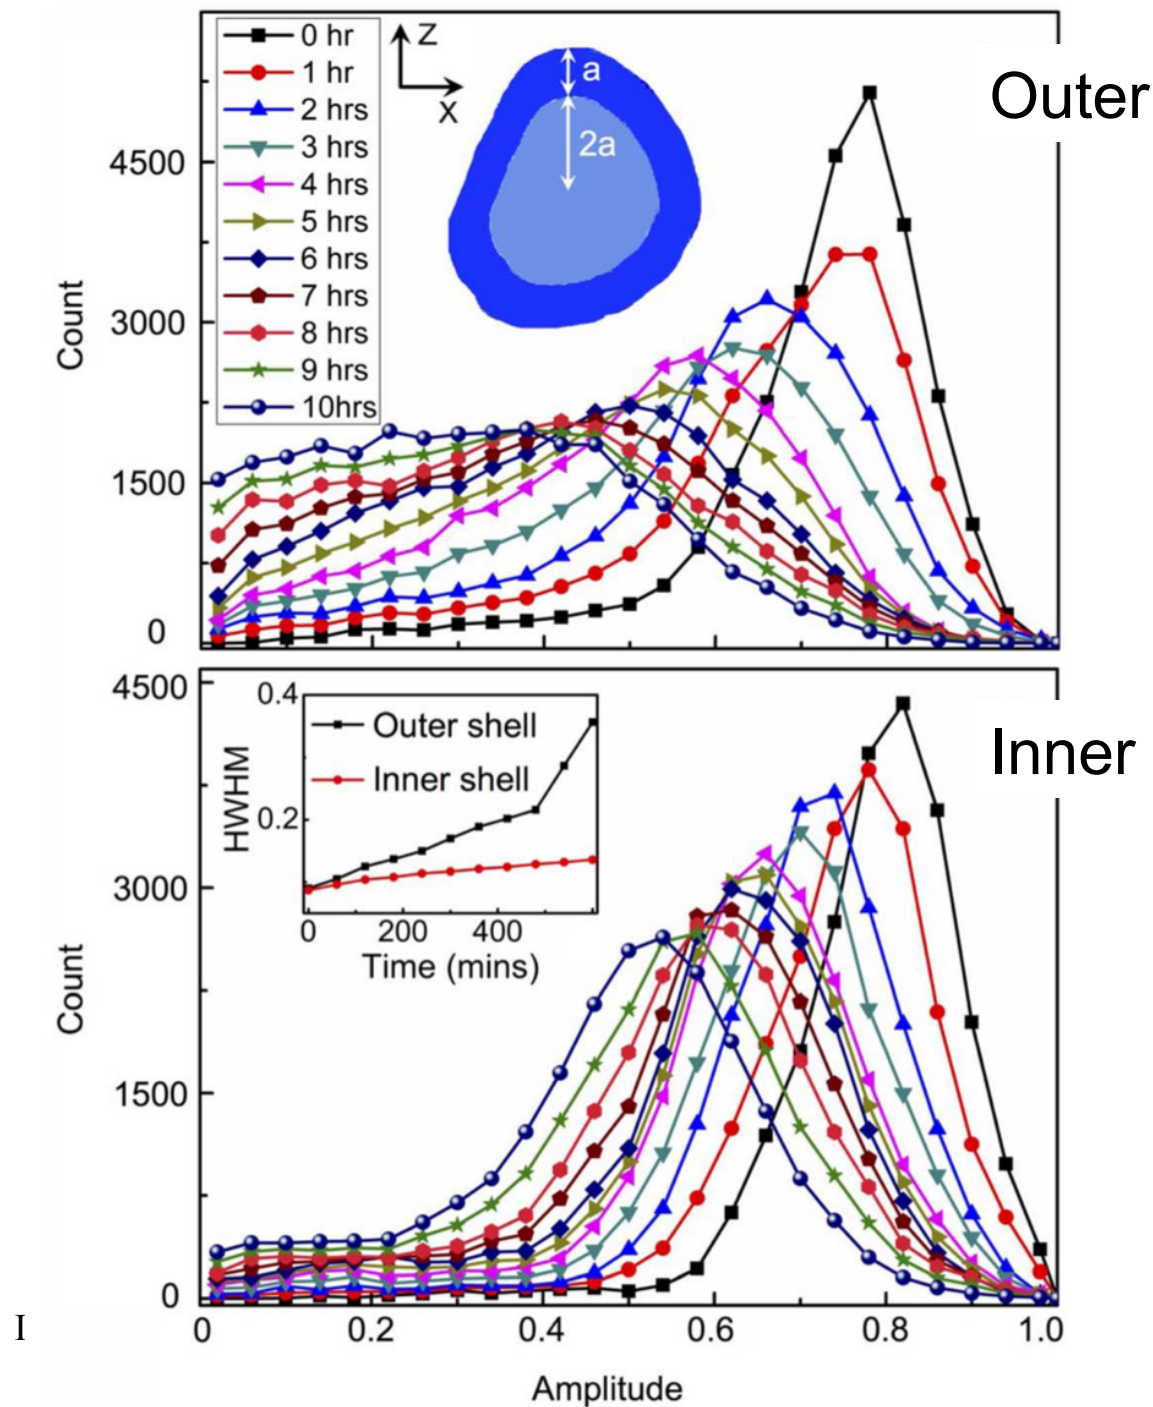 0 hr
1 hr
2 hrs
3 hrs
4 hrs
5 hrs
6 hrs
7 hrs
8 hrs
9 hrs
10hrs
Z
X
a
2a
Outer
4500
3000
1500
0
Count
Inner
4500
3000
1500
0
Count
0.4
0.2
HWHM
Outer shell
Inner shell
0 200 400
Time (mins)
I
0 0.2 0.4 0.6 0.8 1.0
Amplitude